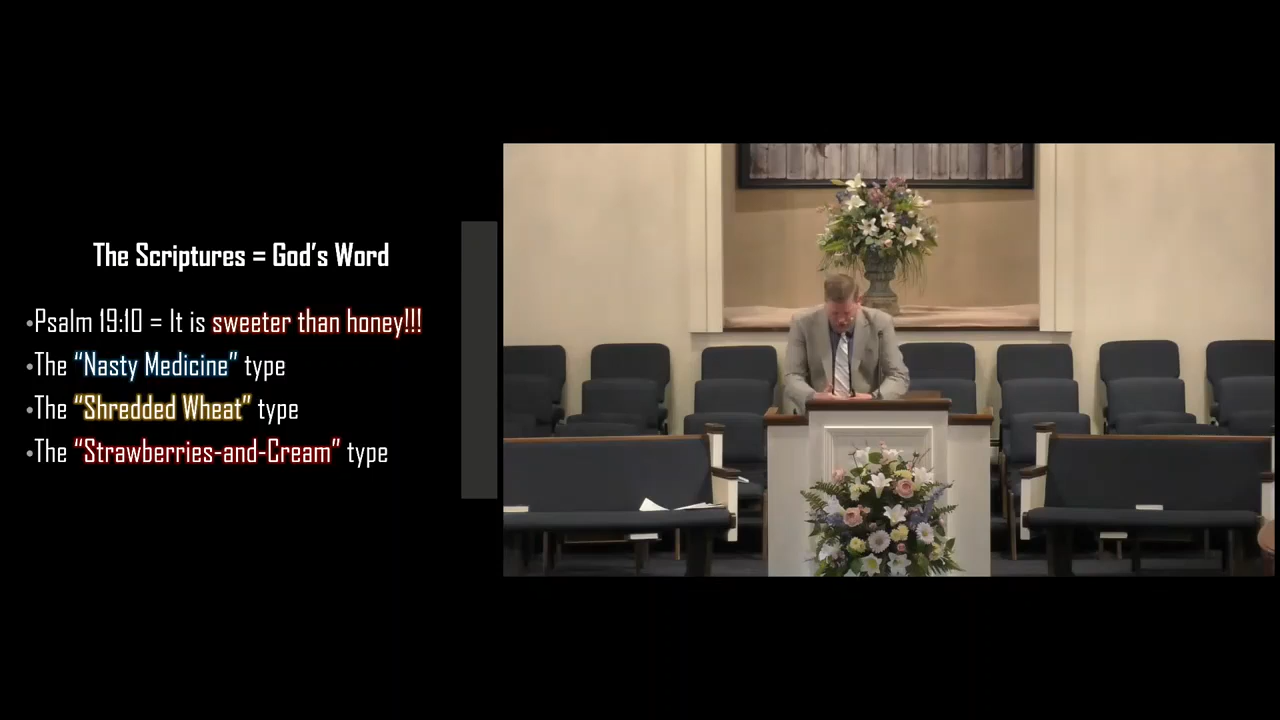 The Scriptures = God's Word
•Psalm 19:10 = It is sweeter than honey!!!
•The “Nasty Medicine” type
•The “Shredded Wheat” type
•The “Strawberries-and-Cream” type